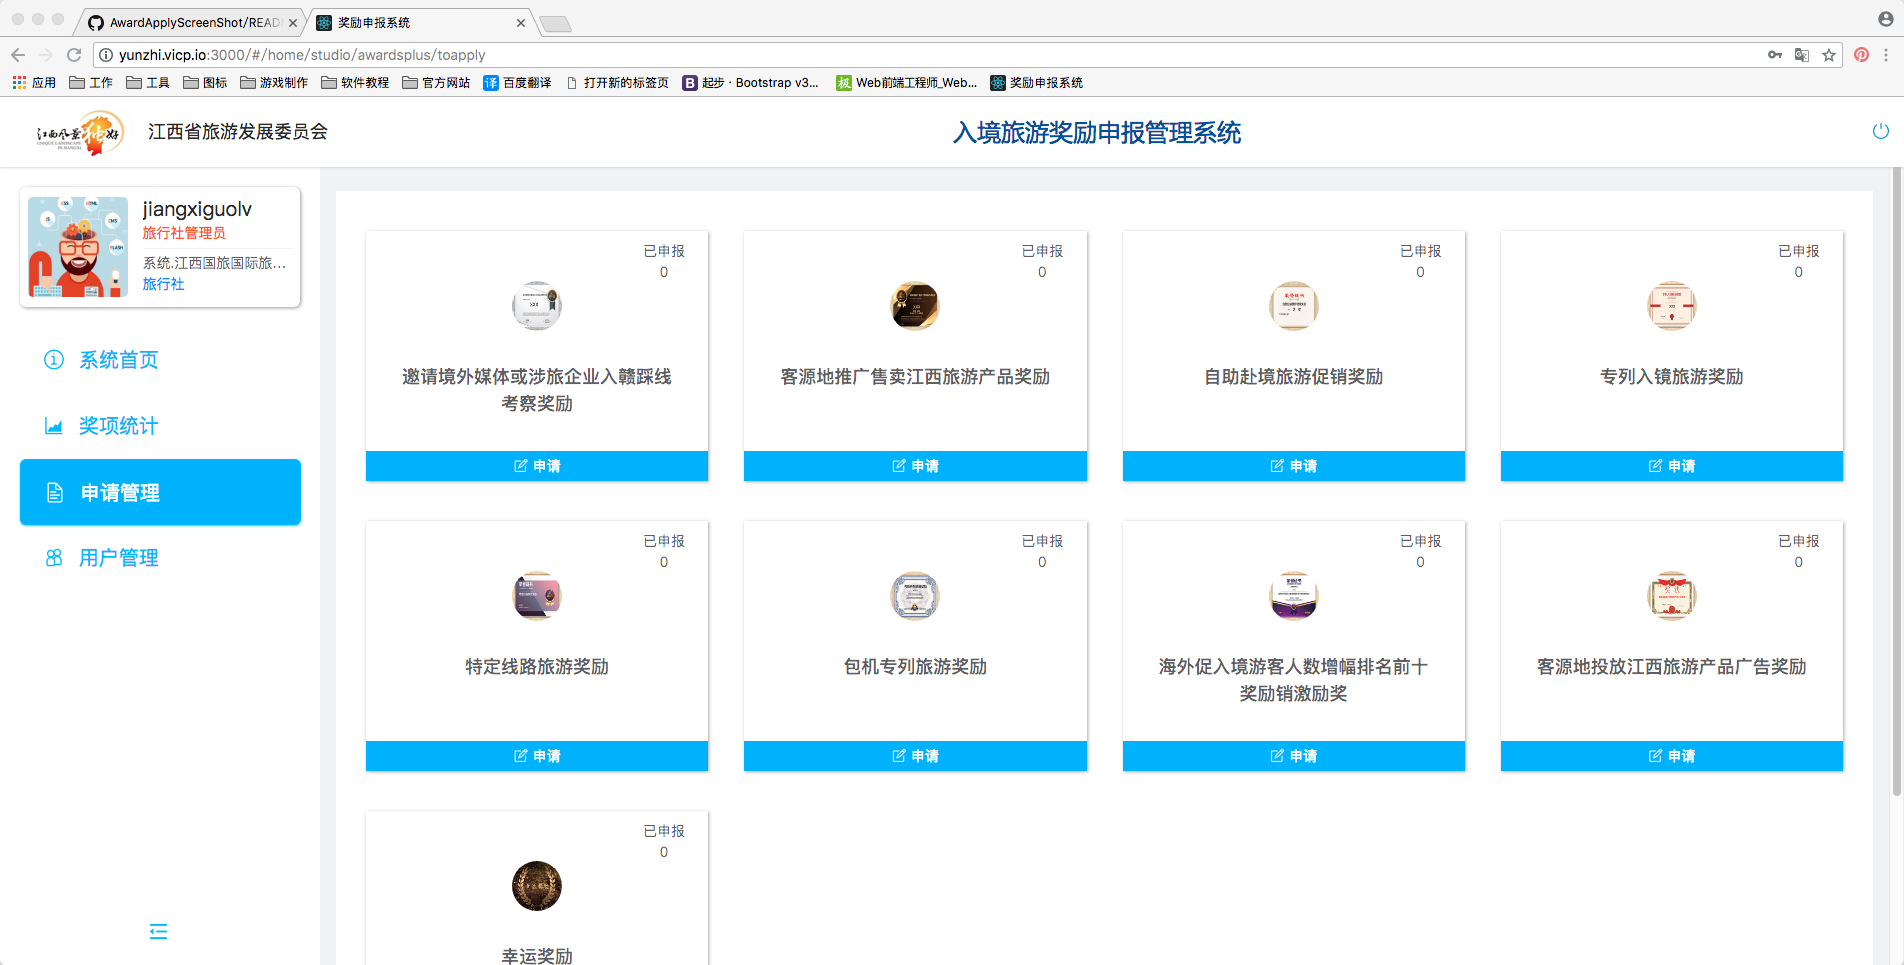 AwardApplyScreenShot/READ
奖励申报系统
yunzhi.vicp.io:3000/#/home/studio/awardsplus/toapply
应用
工作
工具
图标
游戏制作
软件教程
官方网站
译 百度翻译
打开新的标签页
B 起步 · Bootstrap v3...
极 Web前端工程师_Web...
奖励申报系统
江西风景独好
UNIQUE LANDSCAPE
IN JIANGXI
江西省旅游发展委员会
入境旅游奖励申报管理系统
jiangxiguolv
旅行社管理员
系统.江西国旅国际旅...
旅行社
系统首页
奖项统计
申请管理
用户管理
已申报
0
邀请境外媒体或涉旅企业入赣踩线
考察奖励
申请
已申报
0
客源地推广售卖江西旅游产品奖励
申请
已申报
0
自助赴境旅游促销奖励
申请
已申报
0
专列入镜旅游奖励
申请
已申报
0
特定线路旅游奖励
申请
已申报
0
包机专列旅游奖励
申请
已申报
0
海外促入境游客人数增幅排名前十
奖励销激励奖
申请
已申报
0
客源地投放江西旅游产品广告奖励
申请
已申报
0
幸运奖励